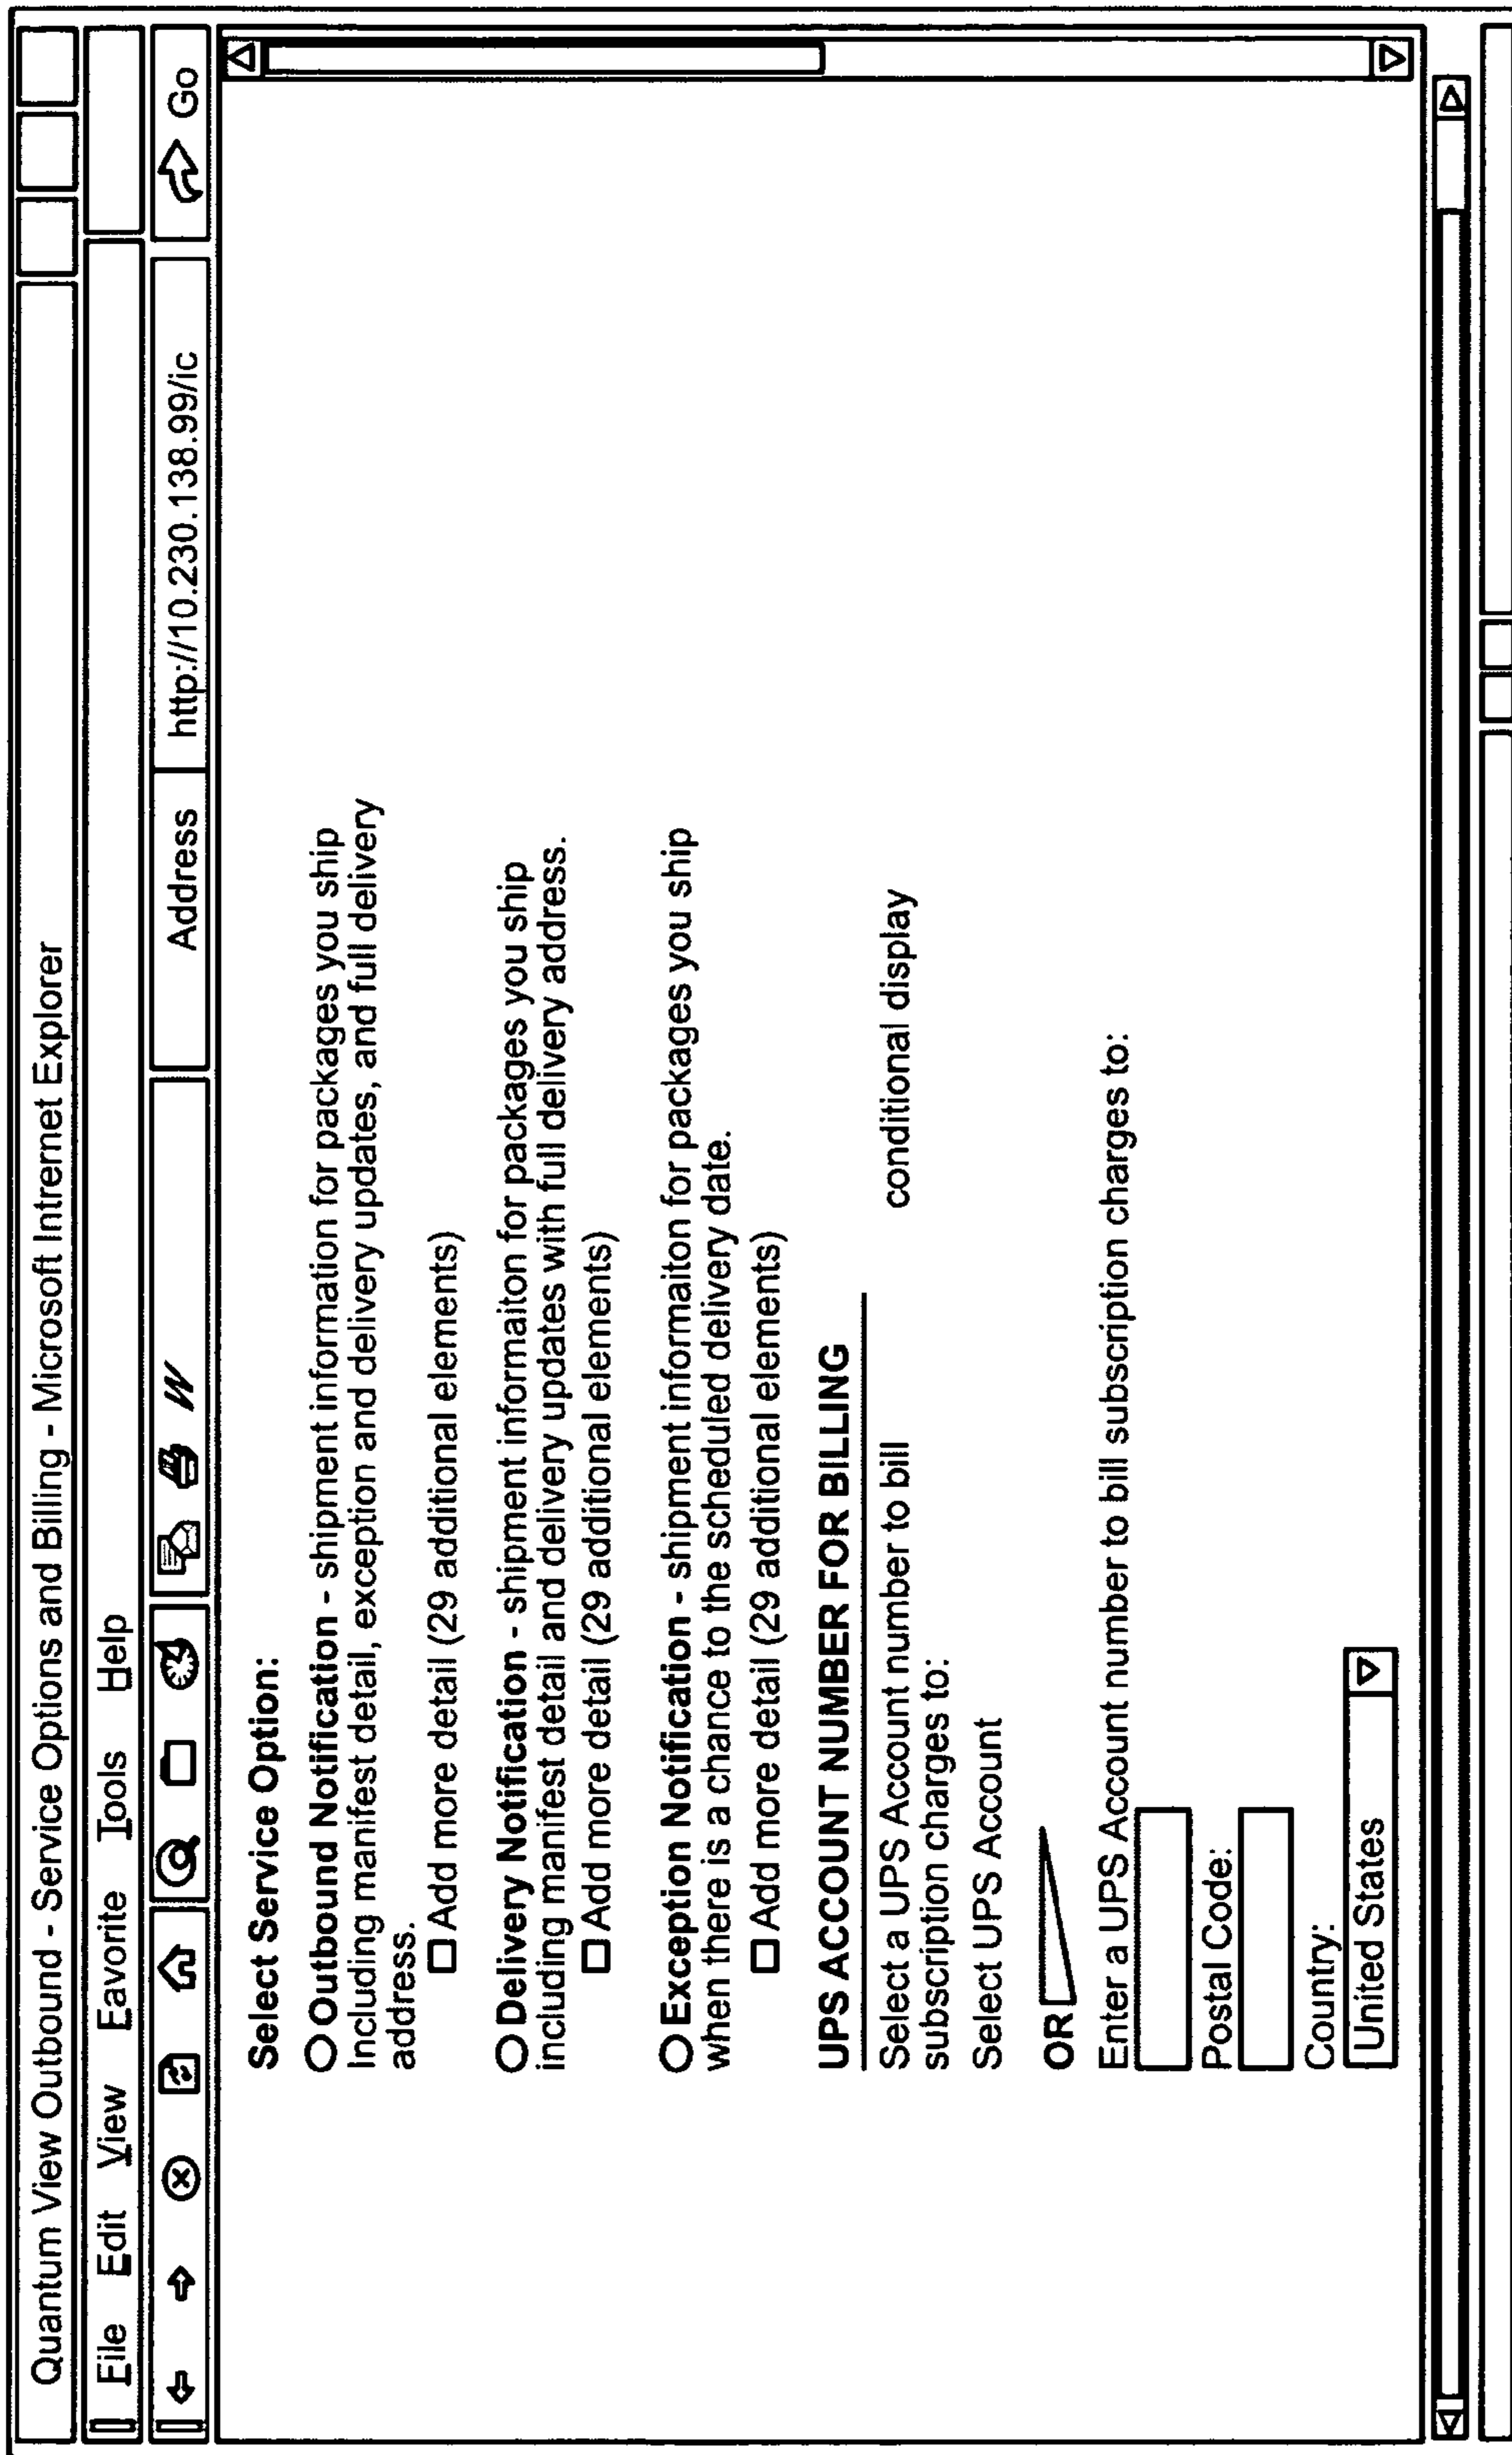 Quantum View Outbound - Service Options and Billing - Microsoft Intrernet Explorer
File Edit View Favorite Tools Help
Address http://10.230.138.99/ic Go
Select Service Option:
Outbound Notification - shipment information for packages you ship
Including manifest detail, exception and delivery updates, and full delivery
address.
Add more detail (29 additional elements)
Delivery Notification - shipment informaiton for packages you ship
including manifest detail and delivery updates with full delivery address.
Add more detail (29 additional elements)
Exception Notification - shipment informaiton for packages you ship
when there is a chance to the scheduled delivery date.
Add more detail (29 additional elements)
UPS ACCOUNT NUMBER FOR BILLING
Select a UPS Account number to bill conditional display
subscription charges to:
Select UPS Account
OR
Enter a UPS Account number to bill subscription charges to:
Postal Code:
Country:
United States